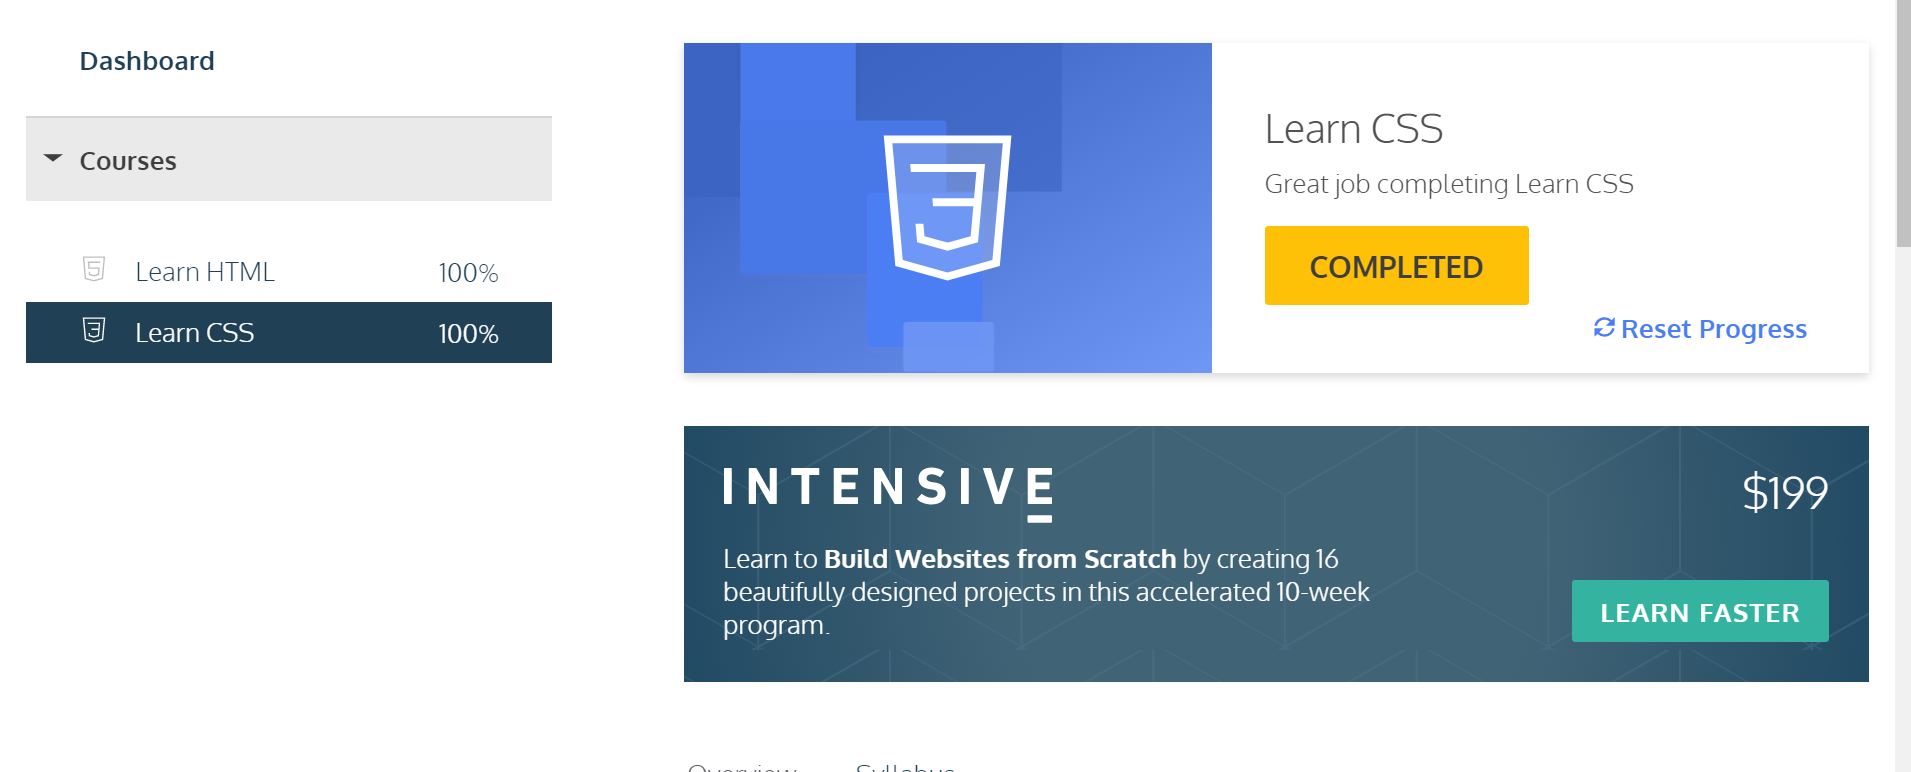 Dashboard
Courses
Learn HTML 100%
Learn CSS 100%
Learn CSS
Great job completing Learn CSS
COMPLETED
Reset Progress
INTENSIVE
$199
Learn to Build Websites from Scratch by creating 16
beautifully designed projects in this accelerated 10-week
program.
LEARN FASTER
Overview Syllabus